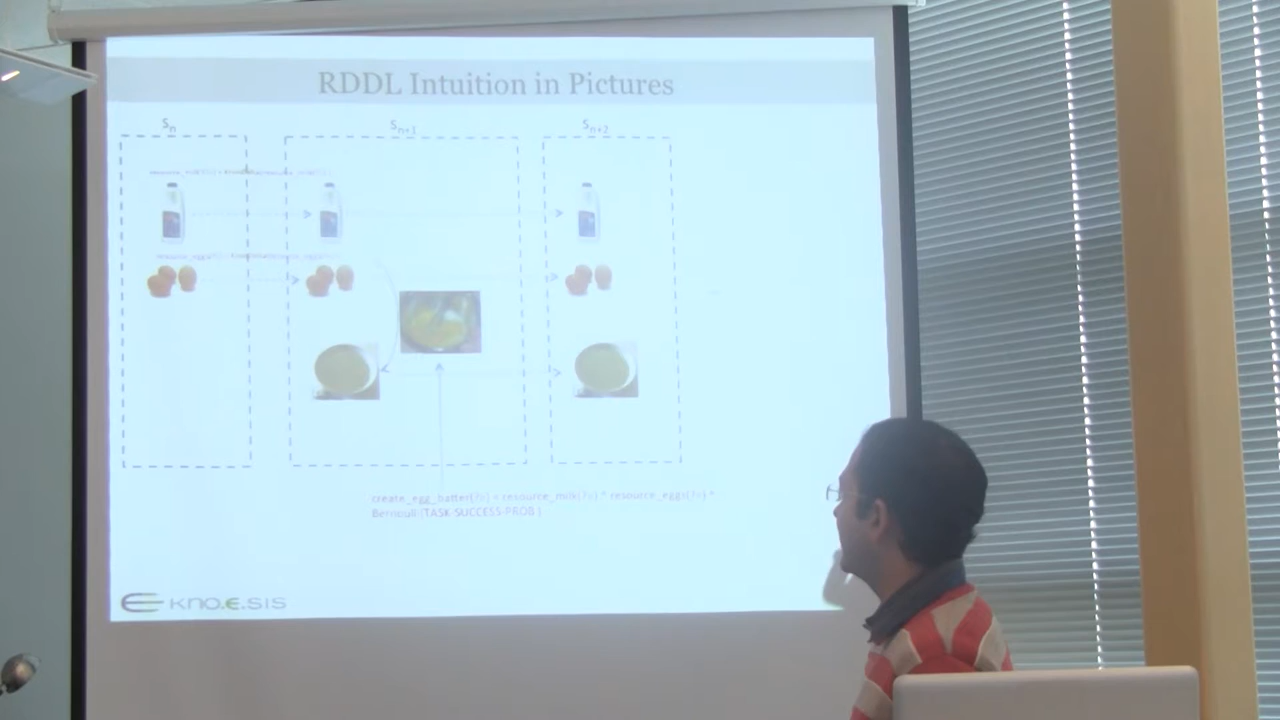 RDDL Intuition in Pictures
Sn
Sn+1
Sn+2
create_egg_batter(?u) = resource_milk(?u) * resource_eggs(?u) *
Bernoulli (TASK-SUCCESS-PROB )
KNO.E.SIS